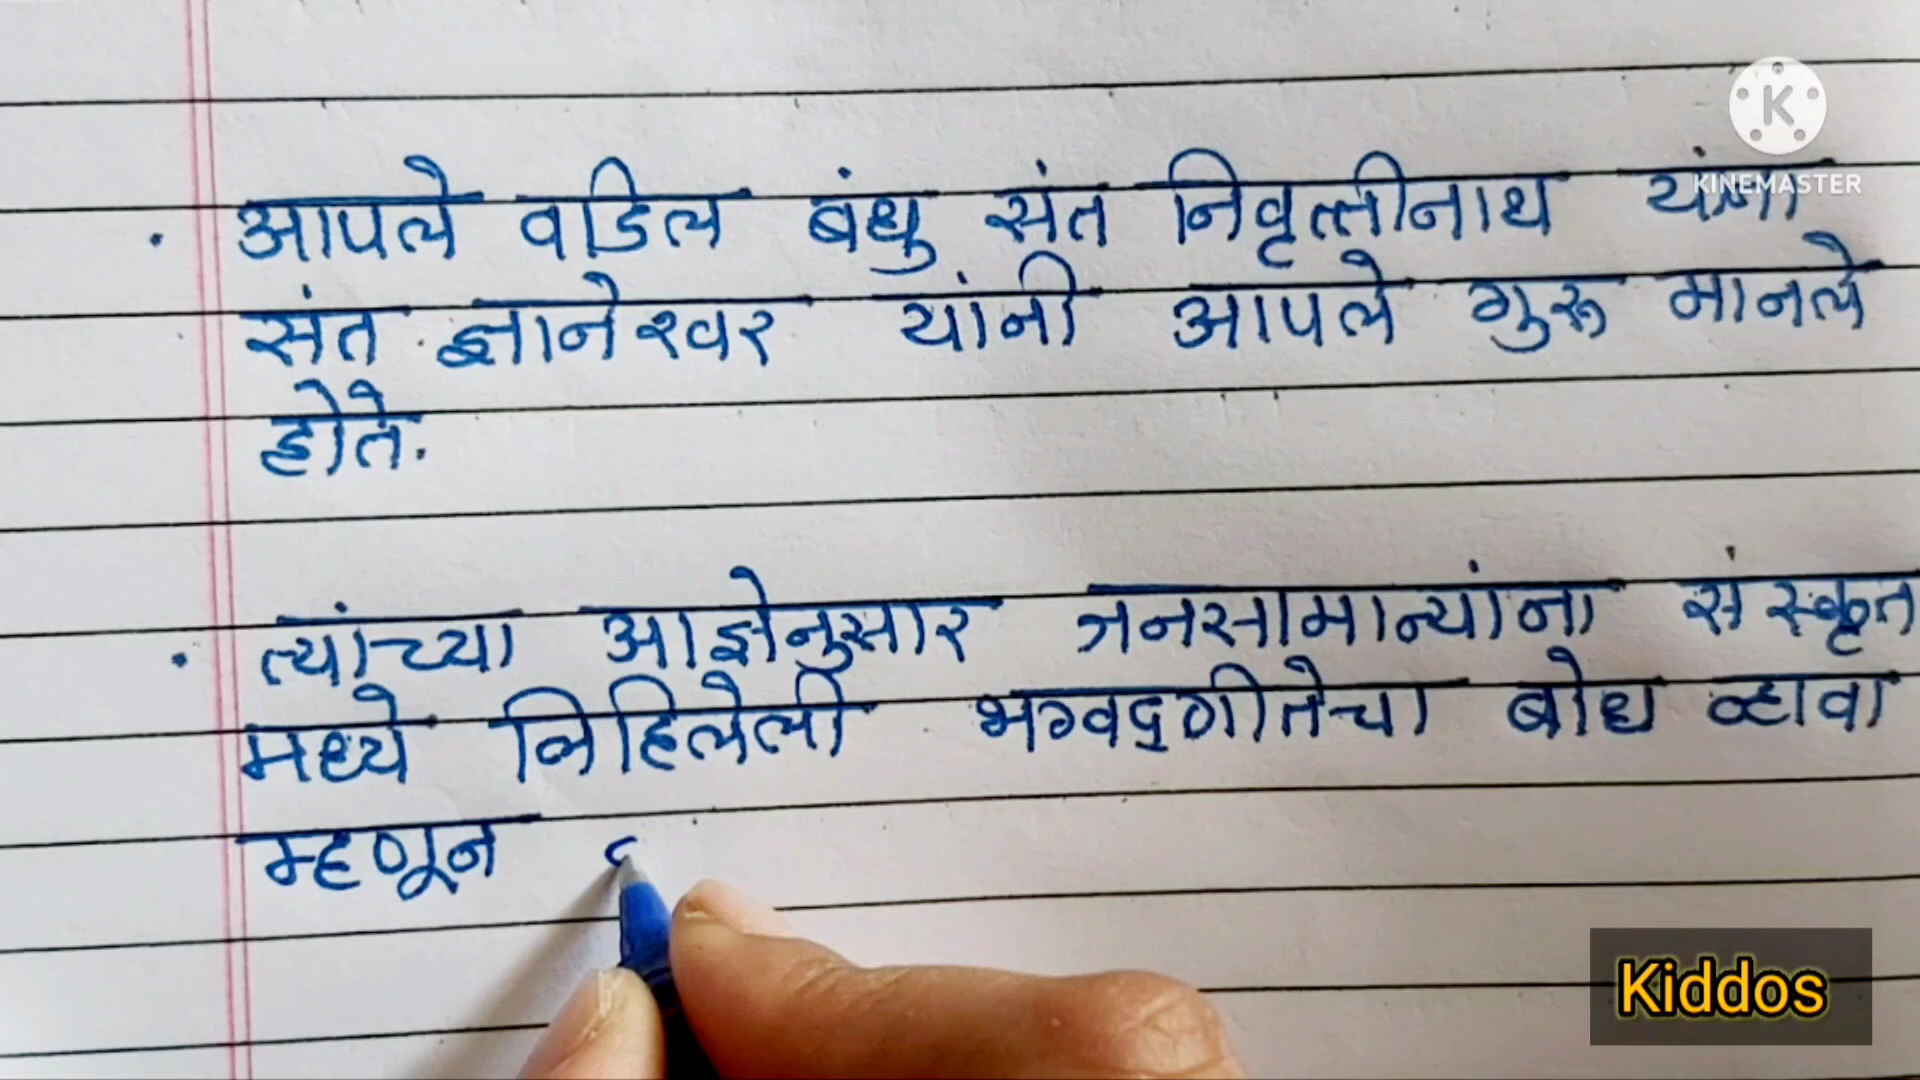 KINEMASTER
• आपले वडिल बंधु संत निवृत्तीनाथ यांना
संत ज्ञानेश्वर यांनी आपले गुरू मानले
होते.
• त्यांच्या आज्ञेनुसार जनसामान्यांना संस्कृत
मध्ये लिहिलेली भगवद्गीतेचा बोध व्हावा
म्हणून
Kiddos